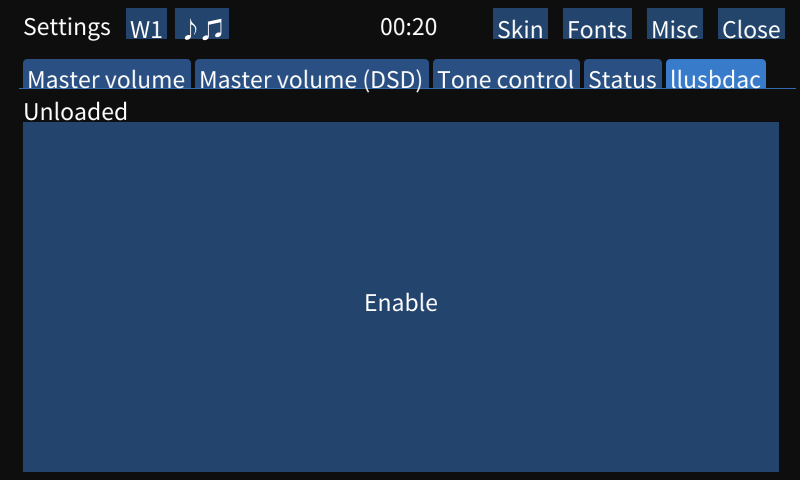 Settings W1 ♪♫ 00:20 Skin Fonts Misc Close
Master volume Master volume (DSD) Tone control Status llusbdac
Unloaded
Enable